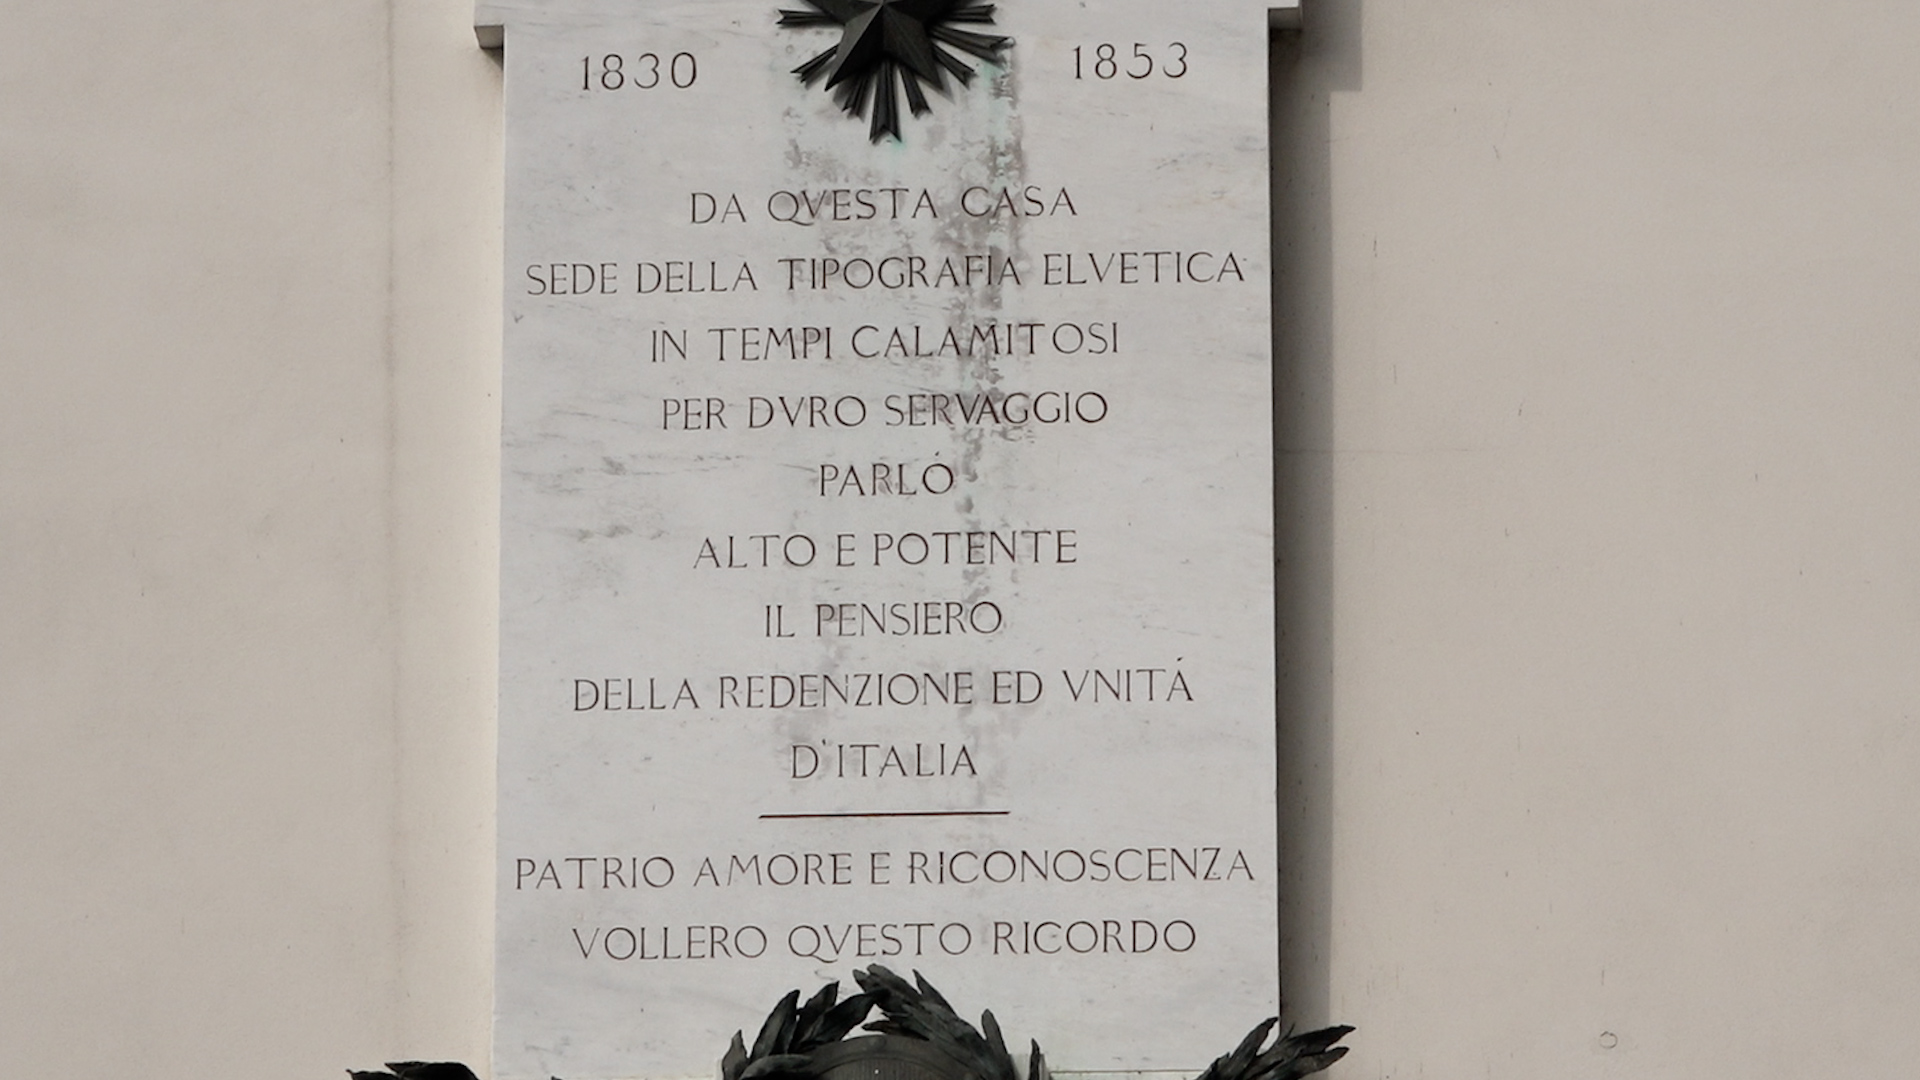 1830 1853
DA QVESTA CASA
SEDE DELLA TIPOGRAFIA ELVETICA
IN TEMPI CALAMITOSI
PER DVRO SERVAGGIO
PARLÓ
ALTO E POTENTE
IL PENSIERO
DELLA REDENZIONE ED VNITÁ
D'ITALIA
PATRIO AMORE E RICONOSCENZA
VOLLERO QVESTO RICORDO